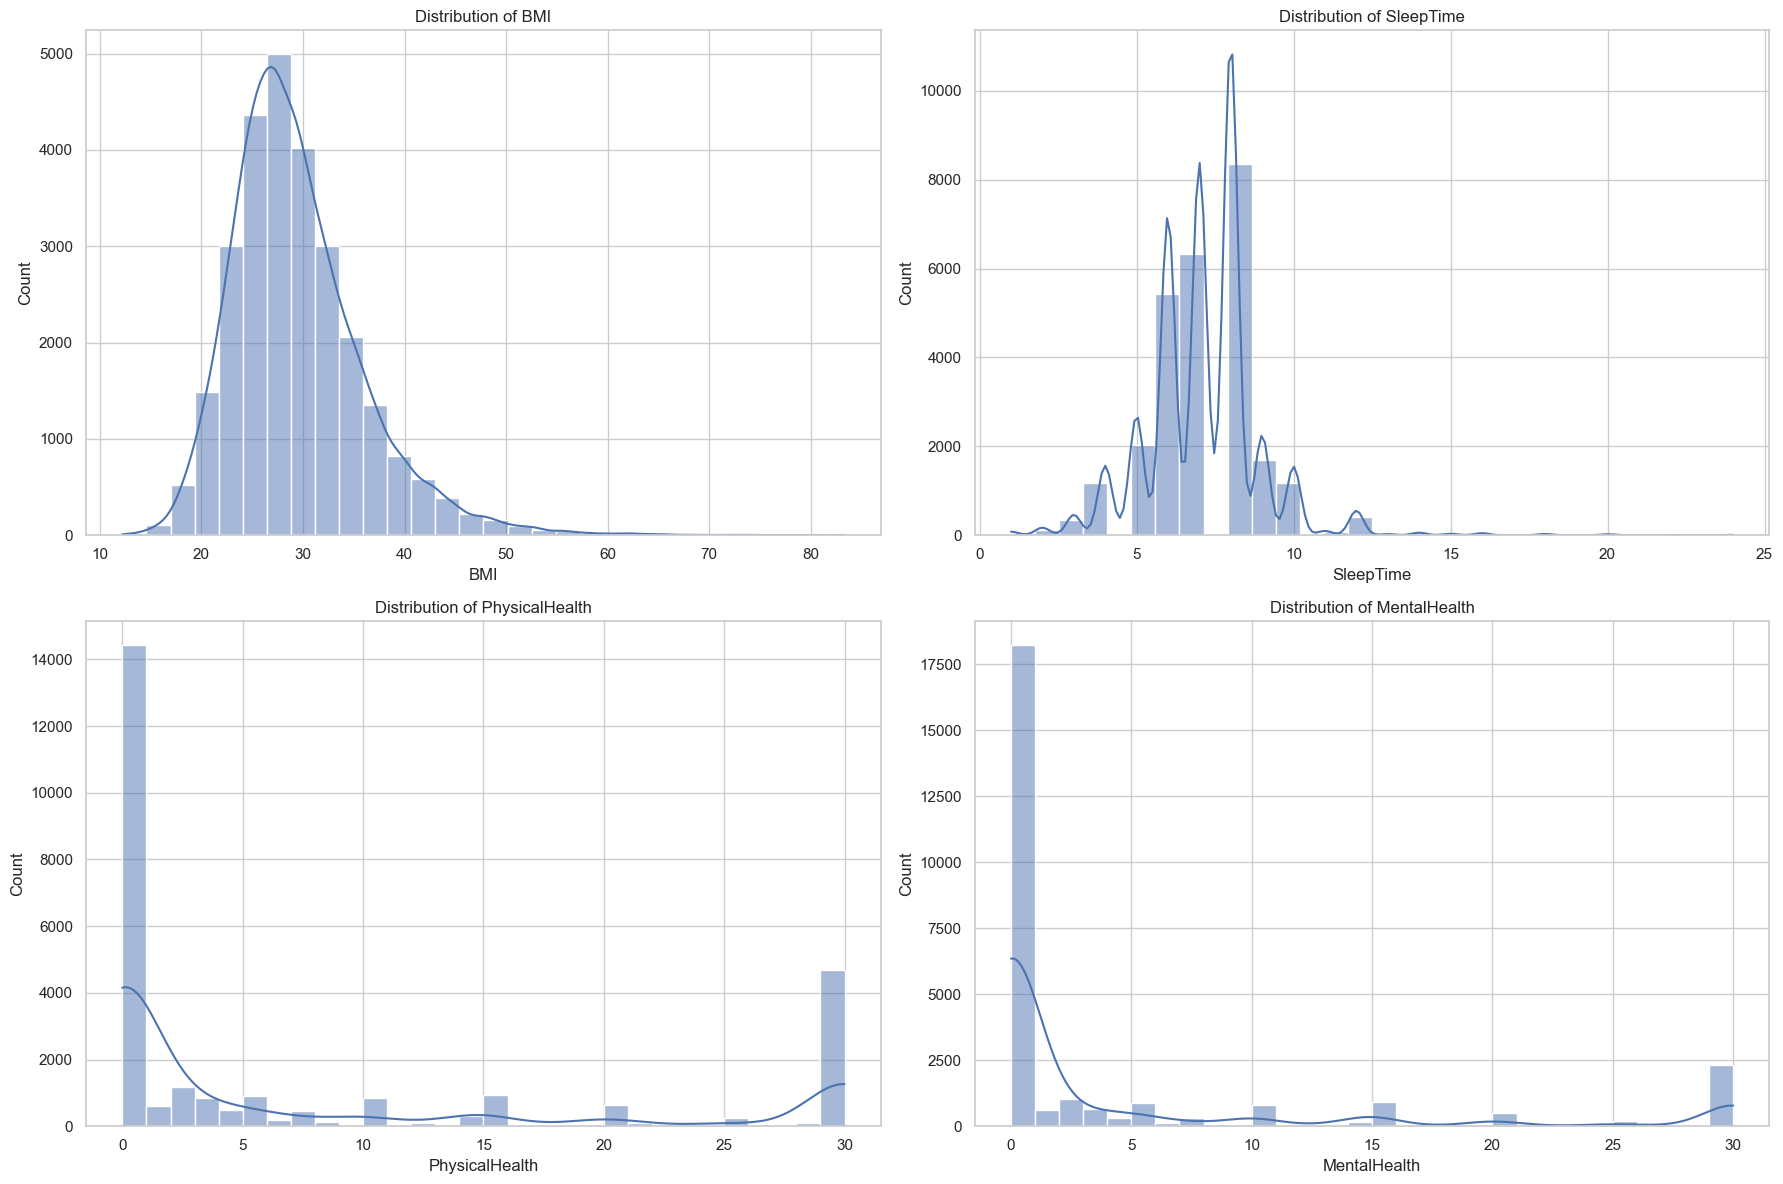 Distribution of BMI
5000
4000
3000
2000
1000
0
Count
10 20 30 40 50 60 70 80
BMI
Distribution of SleepTime
10000
8000
6000
4000
2000
0
Count
0 5 10 15 20 25
SleepTime
Distribution of PhysicalHealth
14000
12000
10000
8000
6000
4000
2000
0
Count
0 5 10 15 20 25 30
PhysicalHealth
Distribution of MentalHealth
17500
15000
12500
10000
7500
5000
2500
0
Count
0 5 10 15 20 25 30
MentalHealth